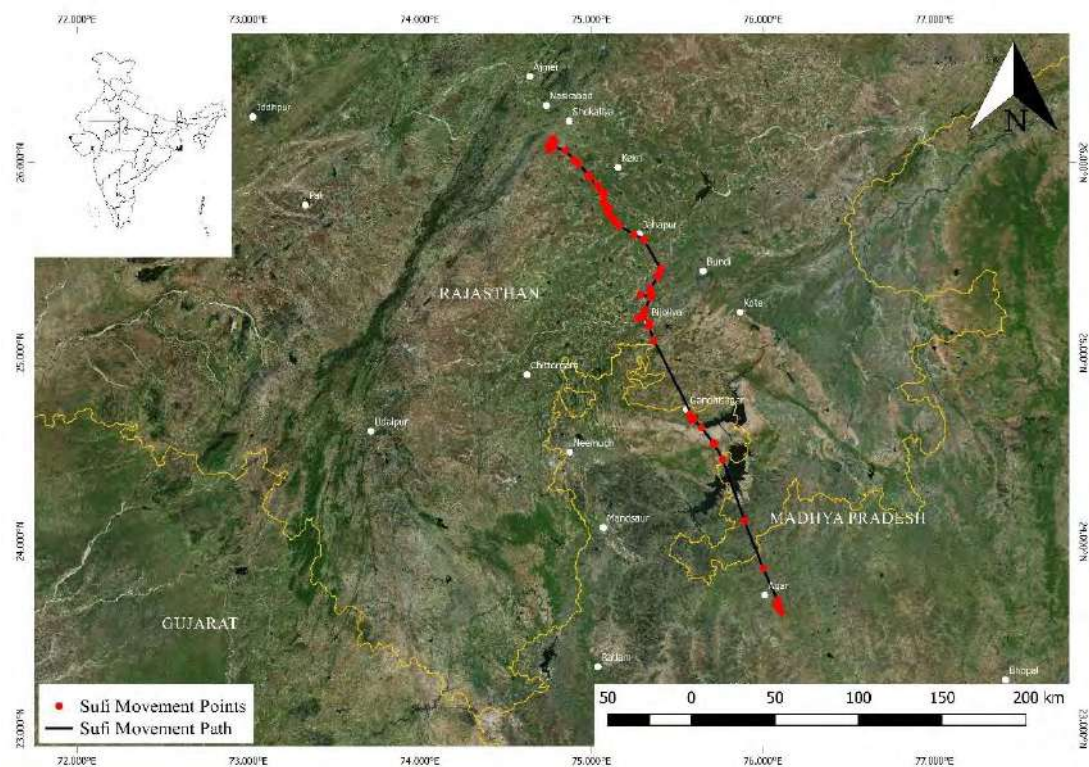 72.000°E 73.000°E 74.000°E 75.000°E 76.000°E 77.000°E
N
Ajmer
Nasirabad
Jodhpur
Shokaliya
26.000°N 26.000°N
Kekri
Pali
Jahapur
Bundi
RAJASTHAN
Kota
Bijoliya
25.000°N 25.000°N
Chittorgarh
Gandhisagar
Udaipur
Neemuch
MADHYA PRADESH
Mandsaur
24.000°N 24.000°N
Agar
GUJARAT
Ratlam
Bhopal
Sufi Movement Points
Sufi Movement Path
50 0 50 100 150 200 km
23.000°N 23.000°N
72.000°E 73.000°E 74.000°E 75.000°E 76.000°E 77.000°E